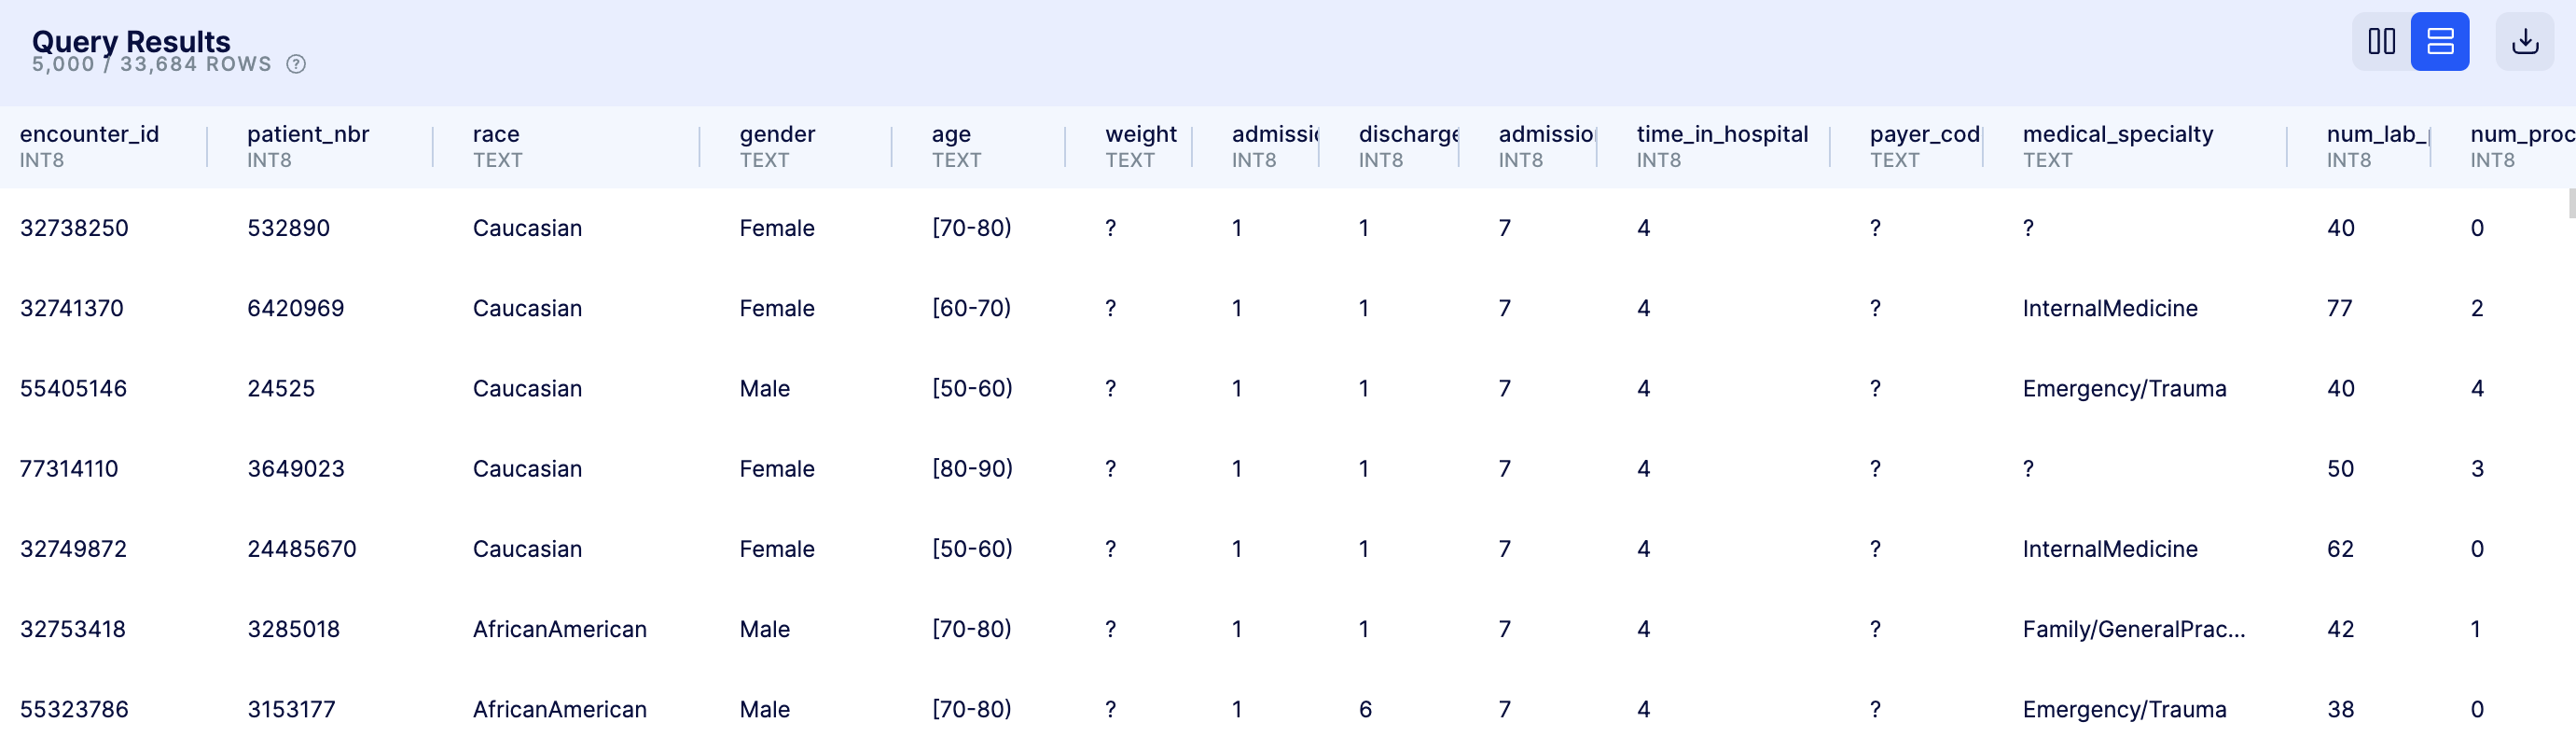 Query Results
5,000 / 33,684 ROWS ?
encounter_id patient_nbr race gender age weight admissio discharge admissio time_in_hospital payer_cod medical_specialty num_lab_p num_proc
INT8 INT8 TEXT TEXT TEXT TEXT INT8 INT8 INT8 INT8 TEXT TEXT INT8 INT8
32738250 532890 Caucasian Female [70-80) ? 1 1 7 4 ? ? 40 0
32741370 6420969 Caucasian Female [60-70) ? 1 1 7 4 ? InternalMedicine 77 2
55405146 24525 Caucasian Male [50-60) ? 1 1 7 4 ? Emergency/Trauma 40 4
77314110 3649023 Caucasian Female [80-90) ? 1 1 7 4 ? ? 50 3
32749872 24485670 Caucasian Female [50-60) ? 1 1 7 4 ? InternalMedicine 62 0
32753418 3285018 AfricanAmerican Male [70-80) ? 1 1 7 4 ? Family/GeneralPrac... 42 1
55323786 3153177 AfricanAmerican Male [70-80) ? 1 6 7 4 ? Emergency/Trauma 38 0